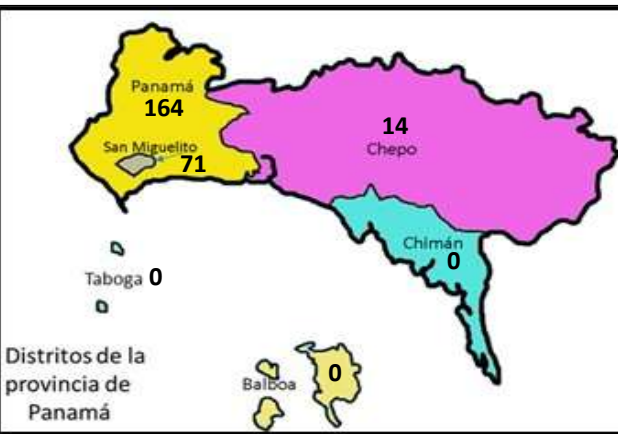 Panamá
164
San Miguelito
71
14
Chepo
Chimán
0
Taboga 0
Distritos de la
provincia de
Panamá
Balboa
0